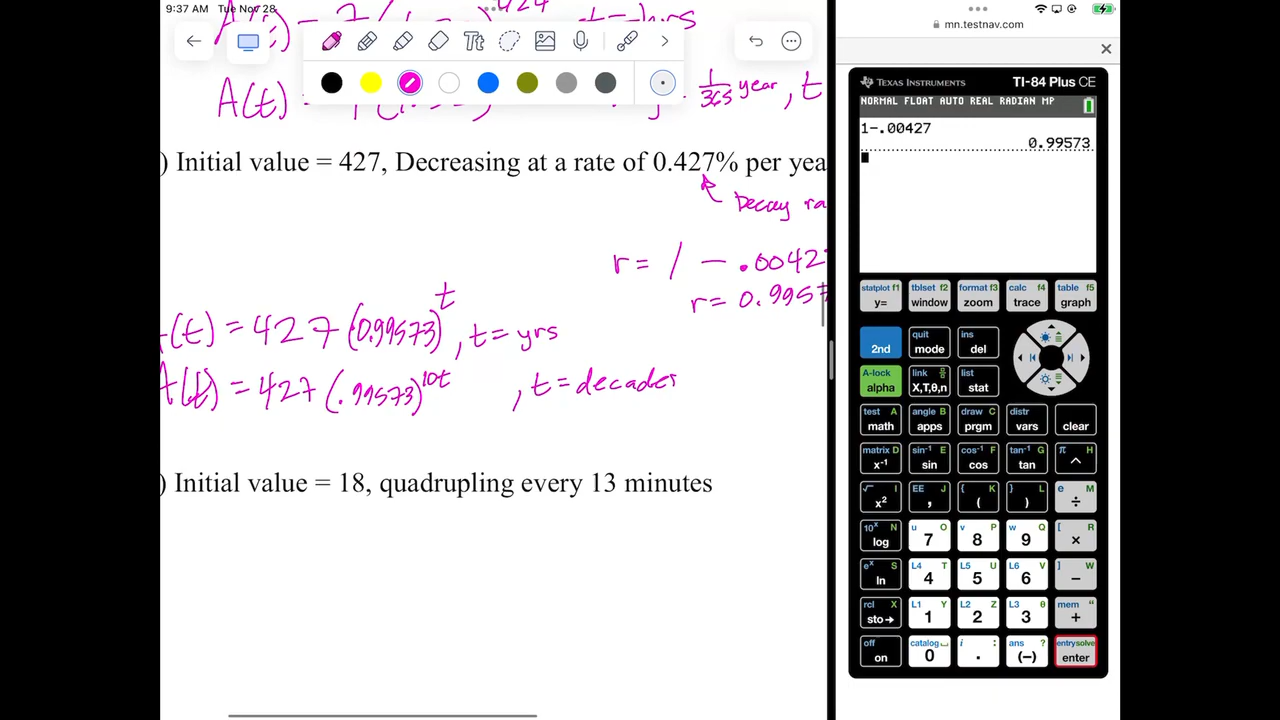 9:37 AM Tue Nov 28
mn.testnav.com
Tt
A(t)
365 year, t
) Initial value = 427, Decreasing at a rate of 0.427% per yea
Decay ra
r = 1 - .00427
r = 0.99573
(t) = 427 (0.99573)^t, t = yrs
A(t) = 427 (.99573)^10t, t = decades
) Initial value = 18, quadrupling every 13 minutes
TEXAS INSTRUMENTS TI-84 Plus CE
NORMAL FLOAT AUTO REAL RADIAN MP
1-.00427
0.99573
statplot f1 tblset f2 format f3 calc f4 table f5
y= window zoom trace graph
quit ins
2nd mode del
A-lock link list
alpha X,T,θ,n stat
test A angle B draw C distr
math apps prgm vars clear
matrix D sin⁻¹ E cos⁻¹ F tan⁻¹ G π H
x⁻¹ sin cos tan ^
√ I EE J { K } L e M
x² , ( ) ÷
10ˣ N u O v P w Q [ R
log 7 8 9 ×
eˣ S L4 T L5 U L6 V ] W
ln 4 5 6 −
rcl X L1 Y L2 Z L3 θ mem "
sto→ 1 2 3 +
off catalog i : ans ? entry solve
on 0 . (−) enter